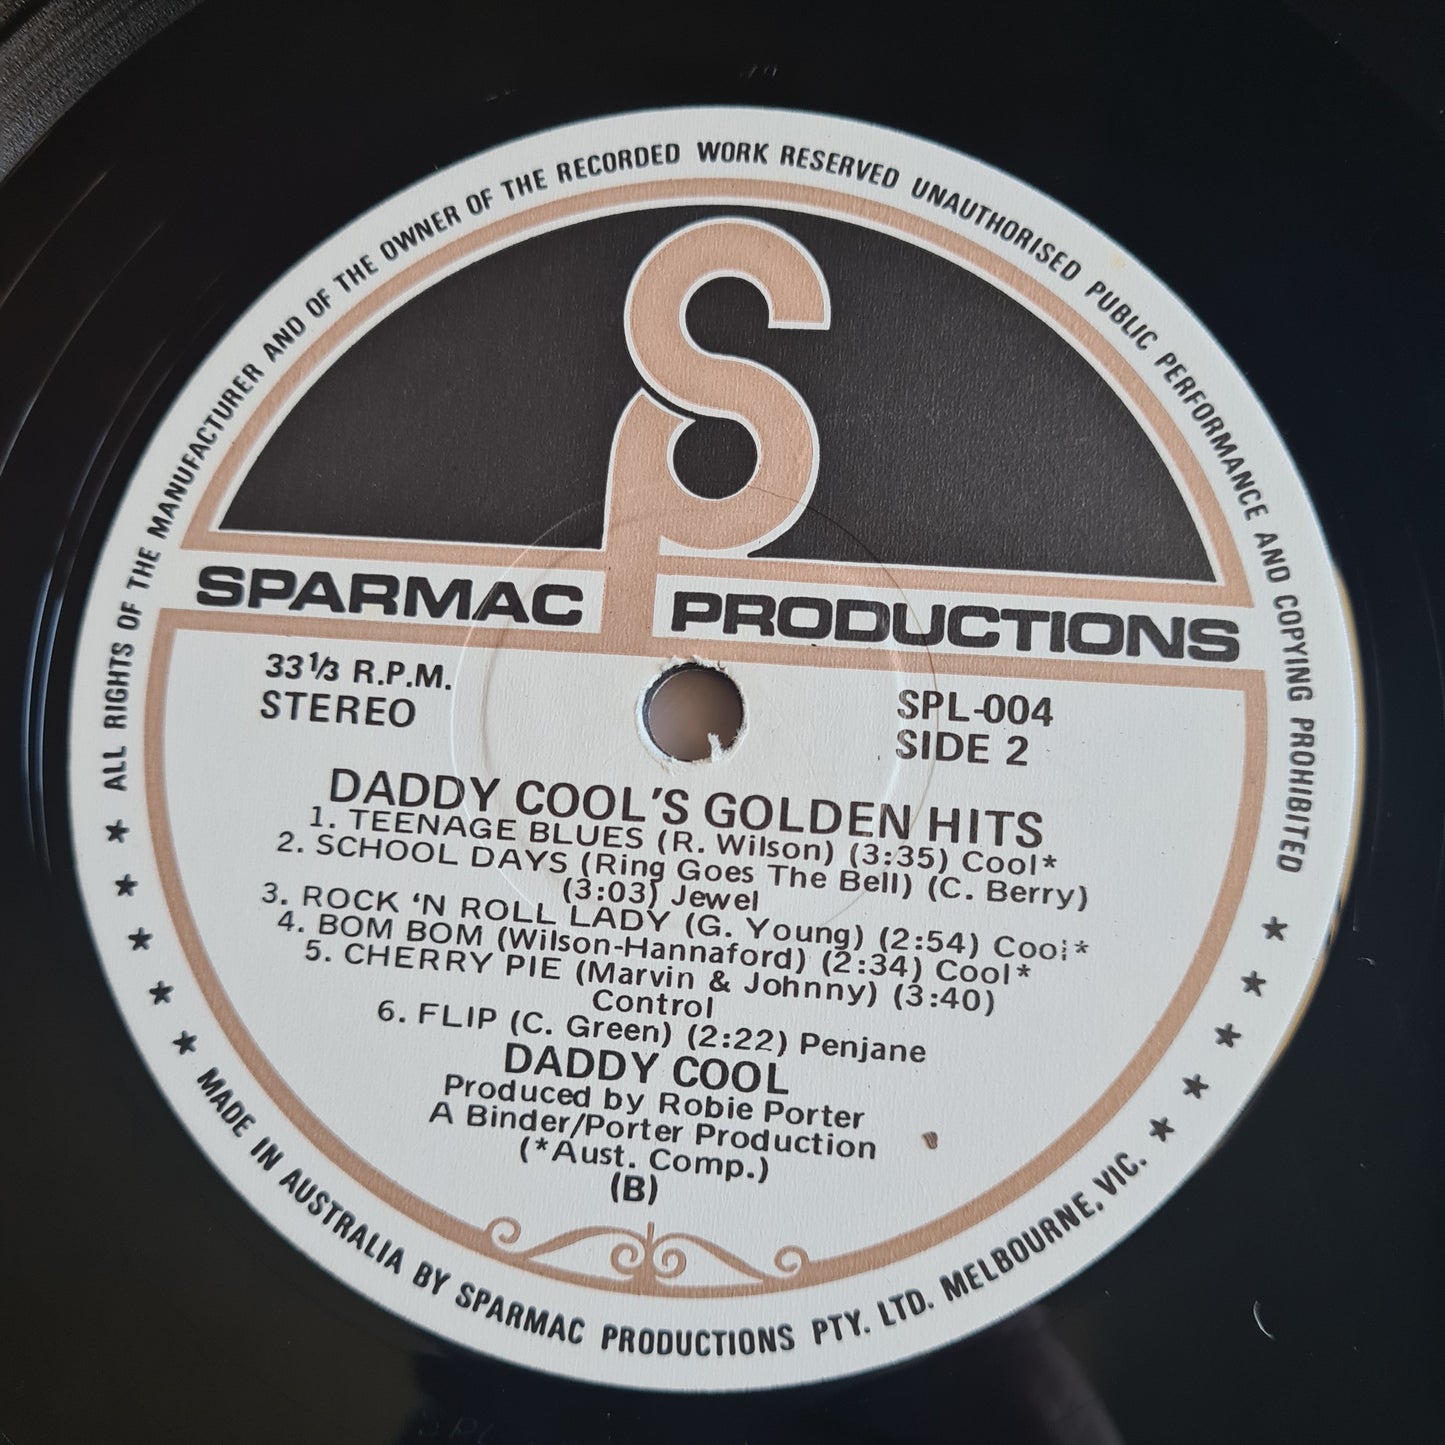 ★ ALL RIGHTS OF THE MANUFACTURER AND OF THE OWNER OF THE RECORDED WORK RESERVED UNAUTHORISED PUBLIC PERFORMANCE AND COPYING PROHIBITED ★
SP
SPARMAC PRODUCTIONS
33⅓ R.P.M.
STEREO
SPL-004
SIDE 2
DADDY COOL'S GOLDEN HITS
1. TEENAGE BLUES (R. Wilson) (3:35) Cool*
2. SCHOOL DAYS (Ring Goes The Bell) (C. Berry)
(3:03) Jewel
3. ROCK 'N ROLL LADY (G. Young) (2:54) Cool*
4. BOM BOM (Wilson-Hannaford) (2:34) Cool*
5. CHERRY PIE (Marvin & Johnny) (3:40)
Control
6. FLIP (C. Green) (2:22) Penjane
DADDY COOL
Produced by Robie Porter
A Binder/Porter Production
(*Aust. Comp.)
(B)
★ ★ ★ ★ MADE IN AUSTRALIA BY SPARMAC PRODUCTIONS PTY. LTD. MELBOURNE, VIC. ★ ★ ★ ★